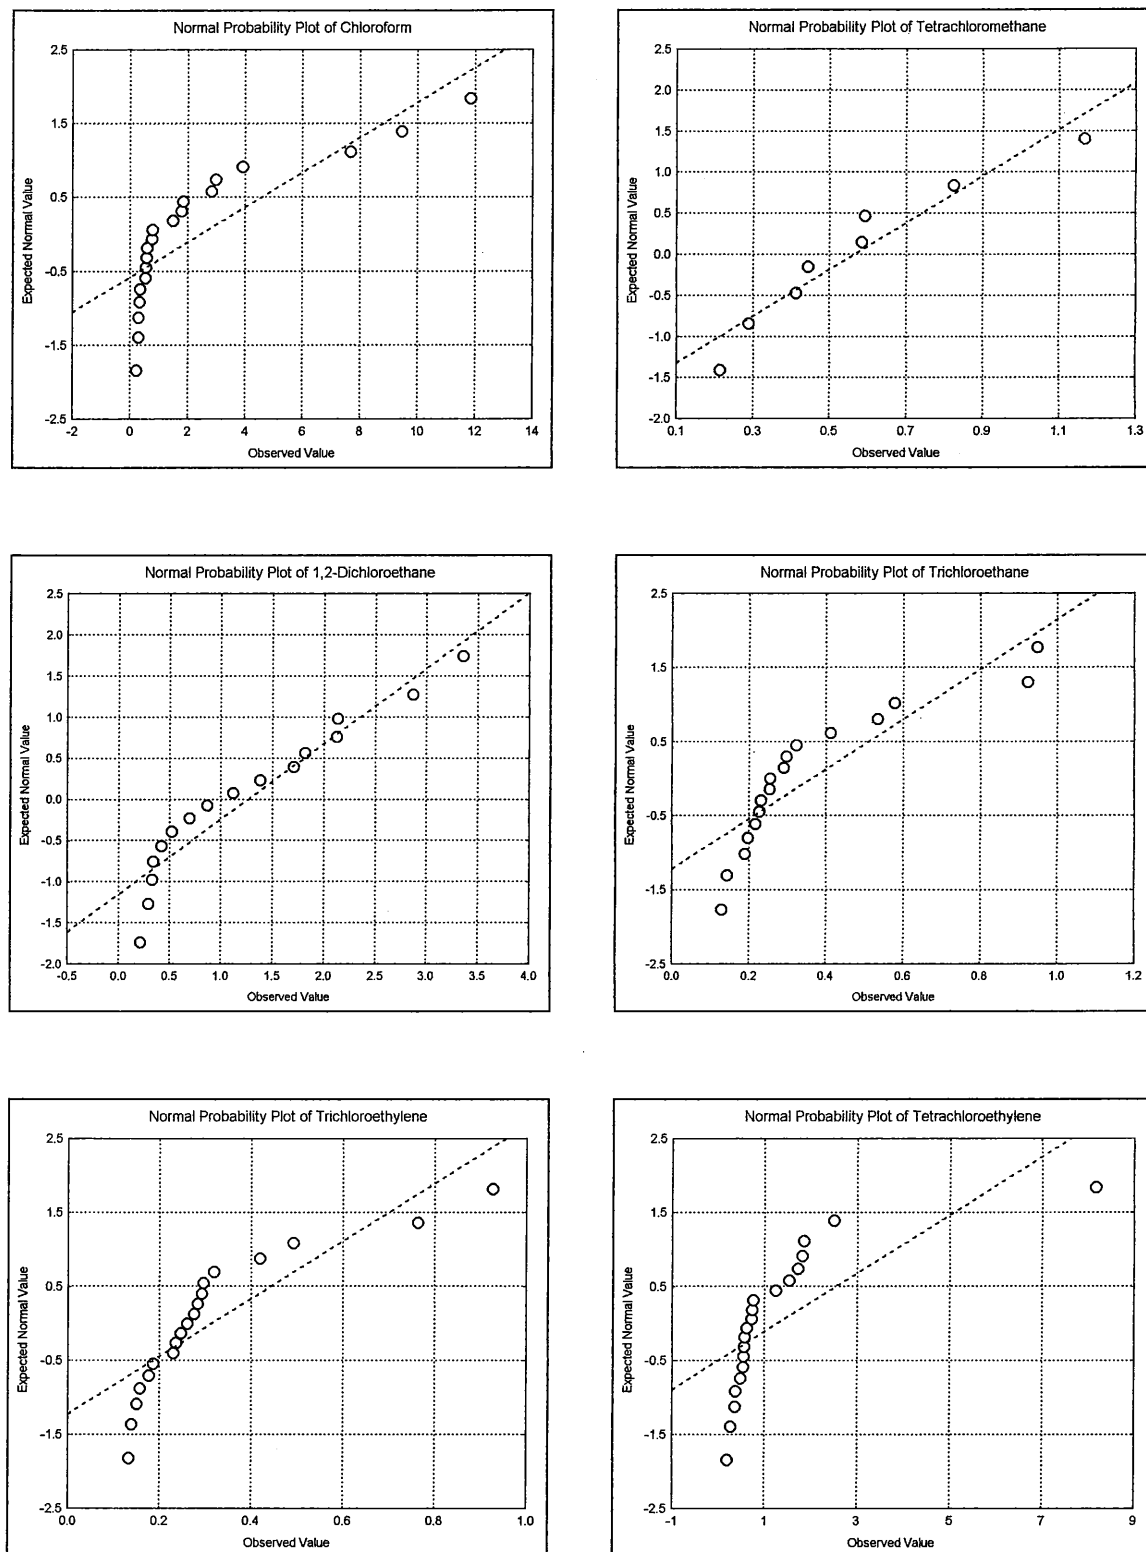 Normal Probability Plot of Chloroform
2.5
1.5
0.5
-0.5
-1.5
-2.5
Expected Normal Value
-2 0 2 4 6 8 10 12 14
Observed Value
Normal Probability Plot of Tetrachloromethane
2.5
2.0
1.5
1.0
0.5
0.0
-0.5
-1.0
-1.5
-2.0
Expected Normal Value
0.1 0.3 0.5 0.7 0.9 1.1 1.3
Observed Value
Normal Probability Plot of 1,2-Dichloroethane
2.5
2.0
1.5
1.0
0.5
0.0
-0.5
-1.0
-1.5
-2.0
Expected Normal Value
-0.5 0.0 0.5 1.0 1.5 2.0 2.5 3.0 3.5 4.0
Observed Value
Normal Probability Plot of Trichloroethane
2.5
1.5
0.5
-0.5
-1.5
-2.5
Expected Normal Value
0.0 0.2 0.4 0.6 0.8 1.0 1.2
Observed Value
Normal Probability Plot of Trichloroethylene
2.5
1.5
0.5
-0.5
-1.5
-2.5
Expected Normal Value
0.0 0.2 0.4 0.6 0.8 1.0
Observed Value
Normal Probability Plot of Tetrachloroethylene
2.5
1.5
0.5
-0.5
-1.5
-2.5
Expected Normal Value
-1 1 3 5 7 9
Observed Value